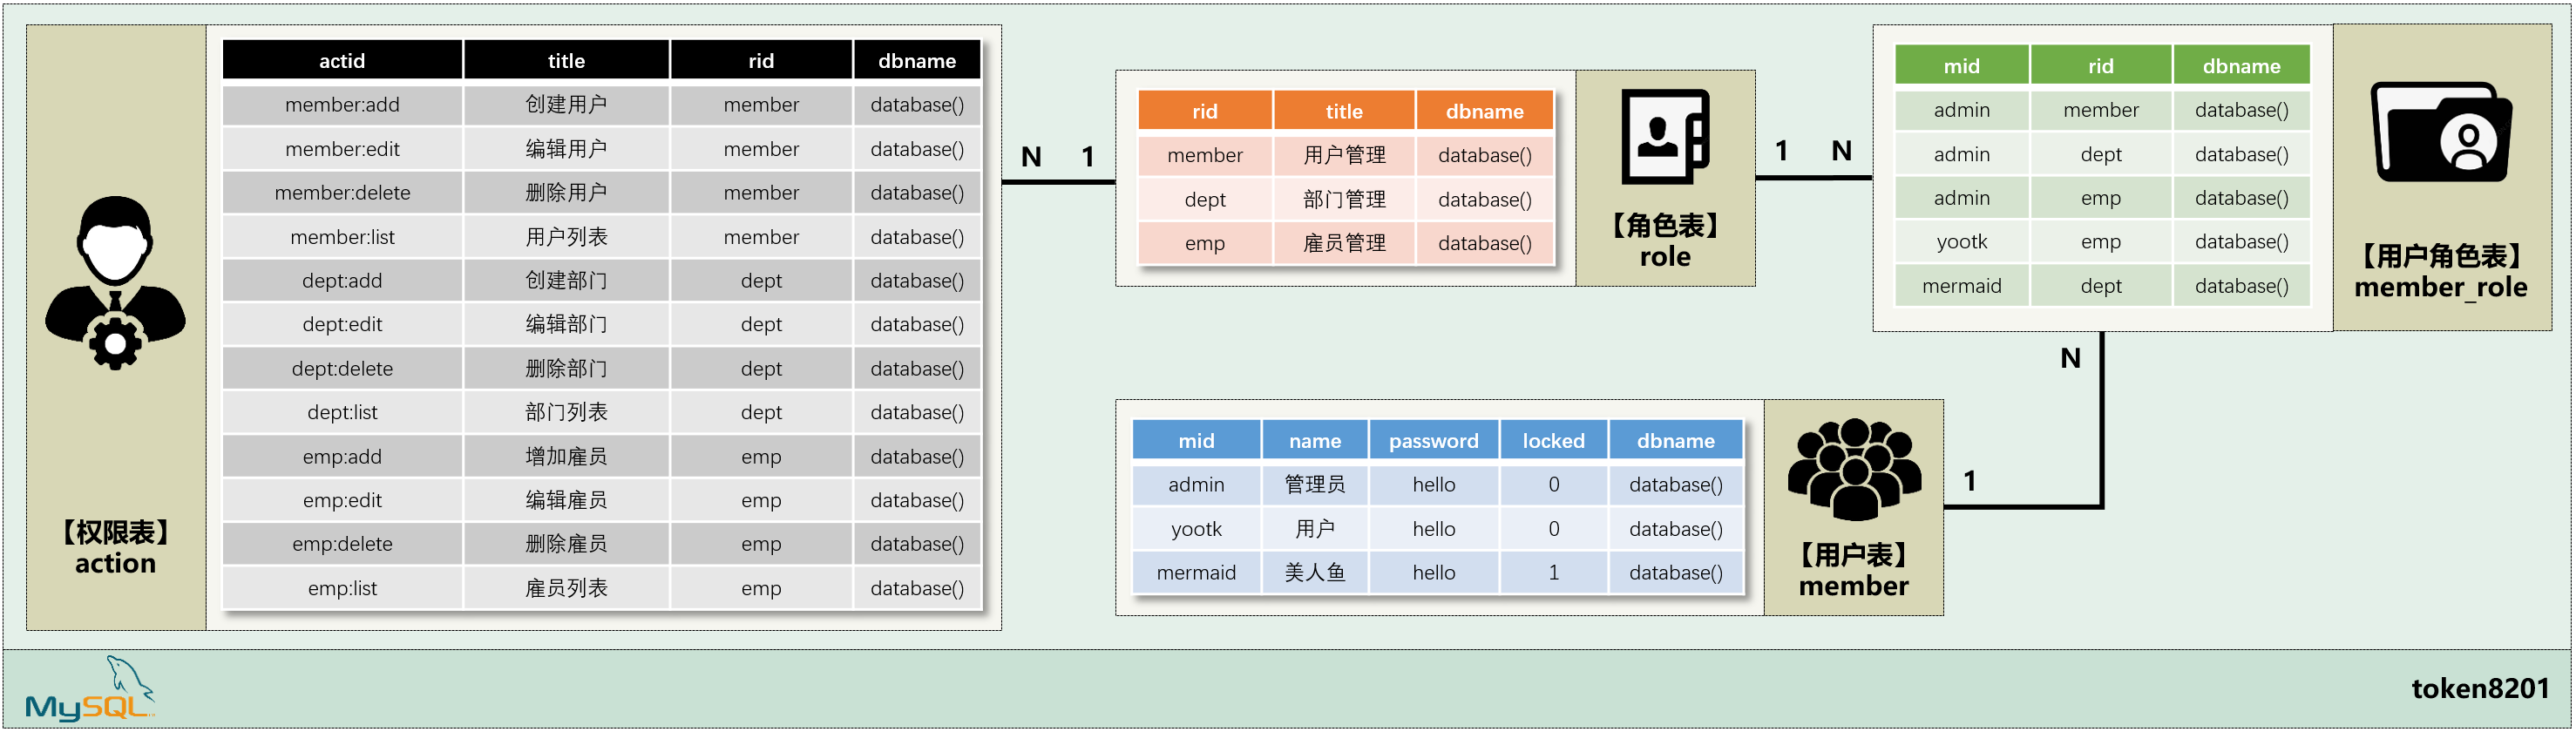 actid title rid dbname
member:add 创建用户 member database()
member:edit 编辑用户 member database()
member:delete 删除用户 member database()
member:list 用户列表 member database()
dept:add 创建部门 dept database()
dept:edit 编辑部门 dept database()
dept:delete 删除部门 dept database()
dept:list 部门列表 dept database()
emp:add 增加雇员 emp database()
emp:edit 编辑雇员 emp database()
emp:delete 删除雇员 emp database()
emp:list 雇员列表 emp database()
【权限表】
action
N 1
rid title dbname
member 用户管理 database()
dept 部门管理 database()
emp 雇员管理 database()
【角色表】
role
1 N
mid rid dbname
admin member database()
admin dept database()
admin emp database()
yootk emp database()
mermaid dept database()
【用户角色表】
member_role
N
1
mid name password locked dbname
admin 管理员 hello 0 database()
yootk 用户 hello 0 database()
mermaid 美人鱼 hello 1 database()
【用户表】
member
MySQL
token8201